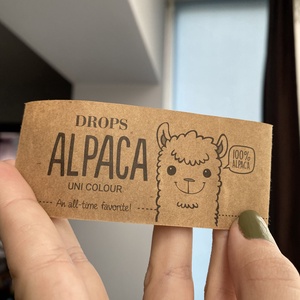 DROPS
ALPACA
UNI COLOUR
An all-time favorite!
100%
ALPACA